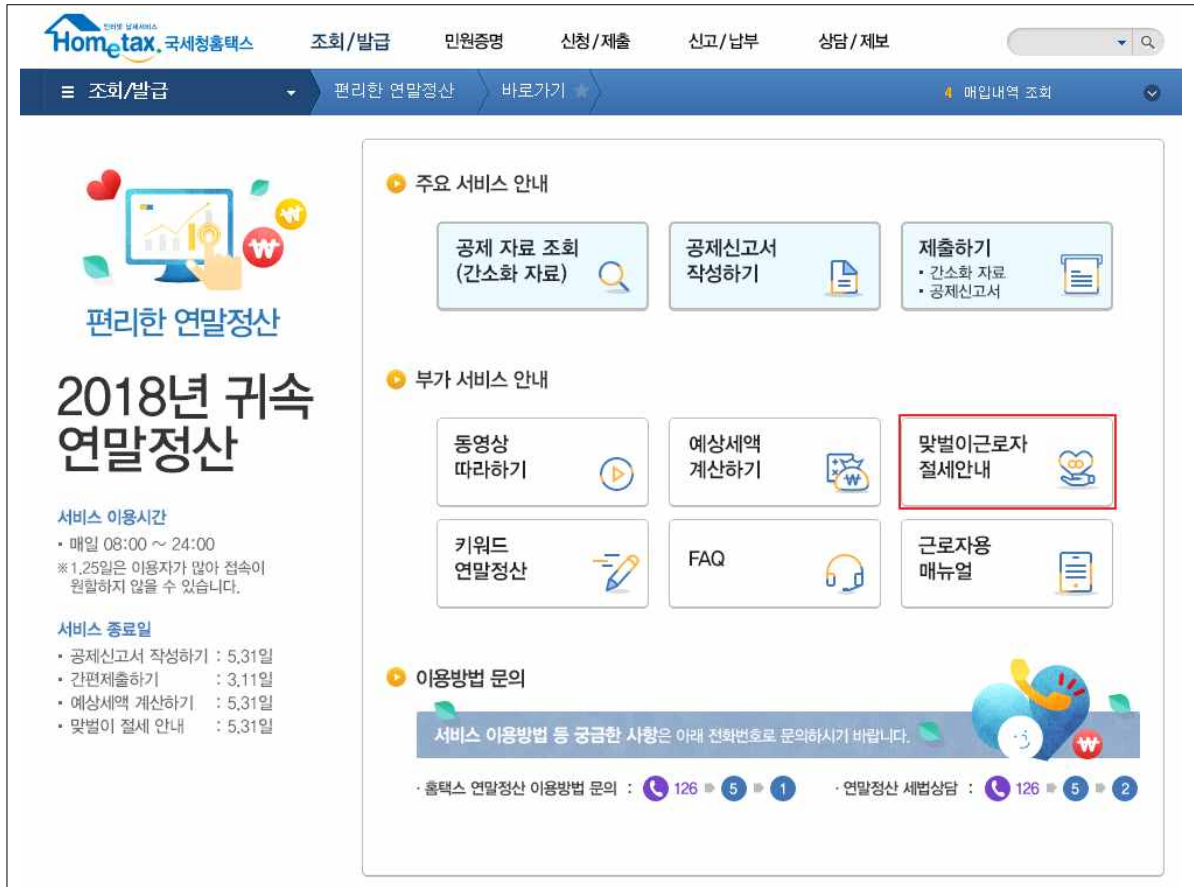 인터넷 납세서비스
Hometax. 국세청홈택스
조회/발급 민원증명 신청/제출 신고/납부 상담/제보
조회/발급 편리한 연말정산 바로가기 4 매입내역 조회
편리한 연말정산
2018년 귀속
연말정산
서비스 이용시간
• 매일 08:00 ~ 24:00
※1.25일은 이용자가 많아 접속이
원할하지 않을 수 있습니다.
서비스 종료일
• 공제신고서 작성하기 : 5.31일
• 간편제출하기 : 3.11일
• 예상세액 계산하기 : 5.31일
• 맞벌이 절세 안내 : 5.31일
주요 서비스 안내
공제 자료 조회
(간소화 자료)
공제신고서
작성하기
제출하기
• 간소화 자료
• 공제신고서
부가 서비스 안내
동영상
따라하기
예상세액
계산하기
맞벌이근로자
절세안내
키워드
연말정산
FAQ
근로자용
매뉴얼
이용방법 문의
서비스 이용방법 등 궁금한 사항은 아래 전화번호로 문의하시기 바랍니다.
· 홈택스 연말정산 이용방법 문의 : 126 5 1 · 연말정산 세법상담 : 126 5 2